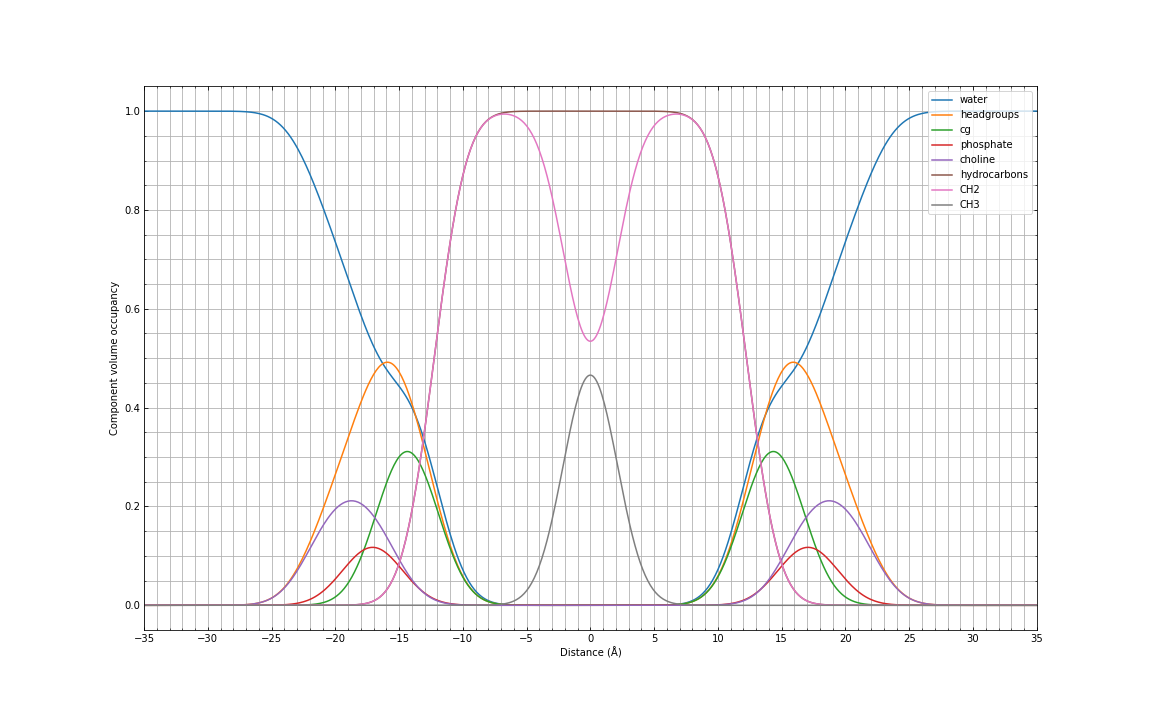 Component volume occupancy
1.0
0.8
0.6
0.4
0.2
0.0
−35 −30 −25 −20 −15 −10 −5 0 5 10 15 20 25 30 35
Distance (Å)
water
headgroups
cg
phosphate
choline
hydrocarbons
CH2
CH3